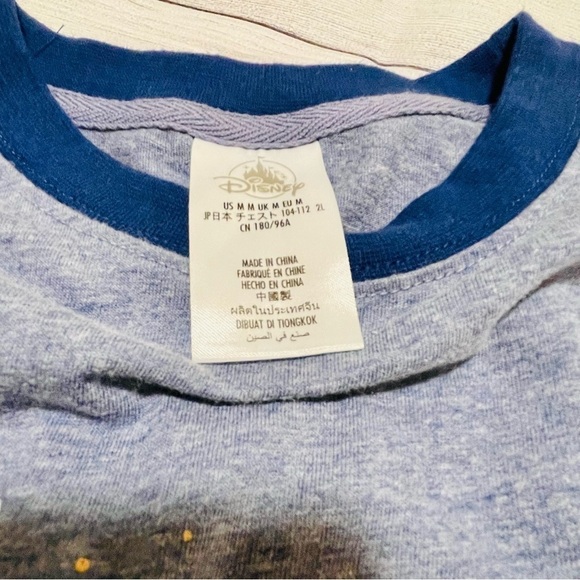 Disney
US M M UK M EU M
JP日本 チェスト 104-112 2L
CN 180/96A
MADE IN CHINA
FABRIQUÉ EN CHINE
HECHO EN CHINA
中國製
ผลิตในประเทศจีน
DIBUAT DI TIONGKOK
صنع في الصين